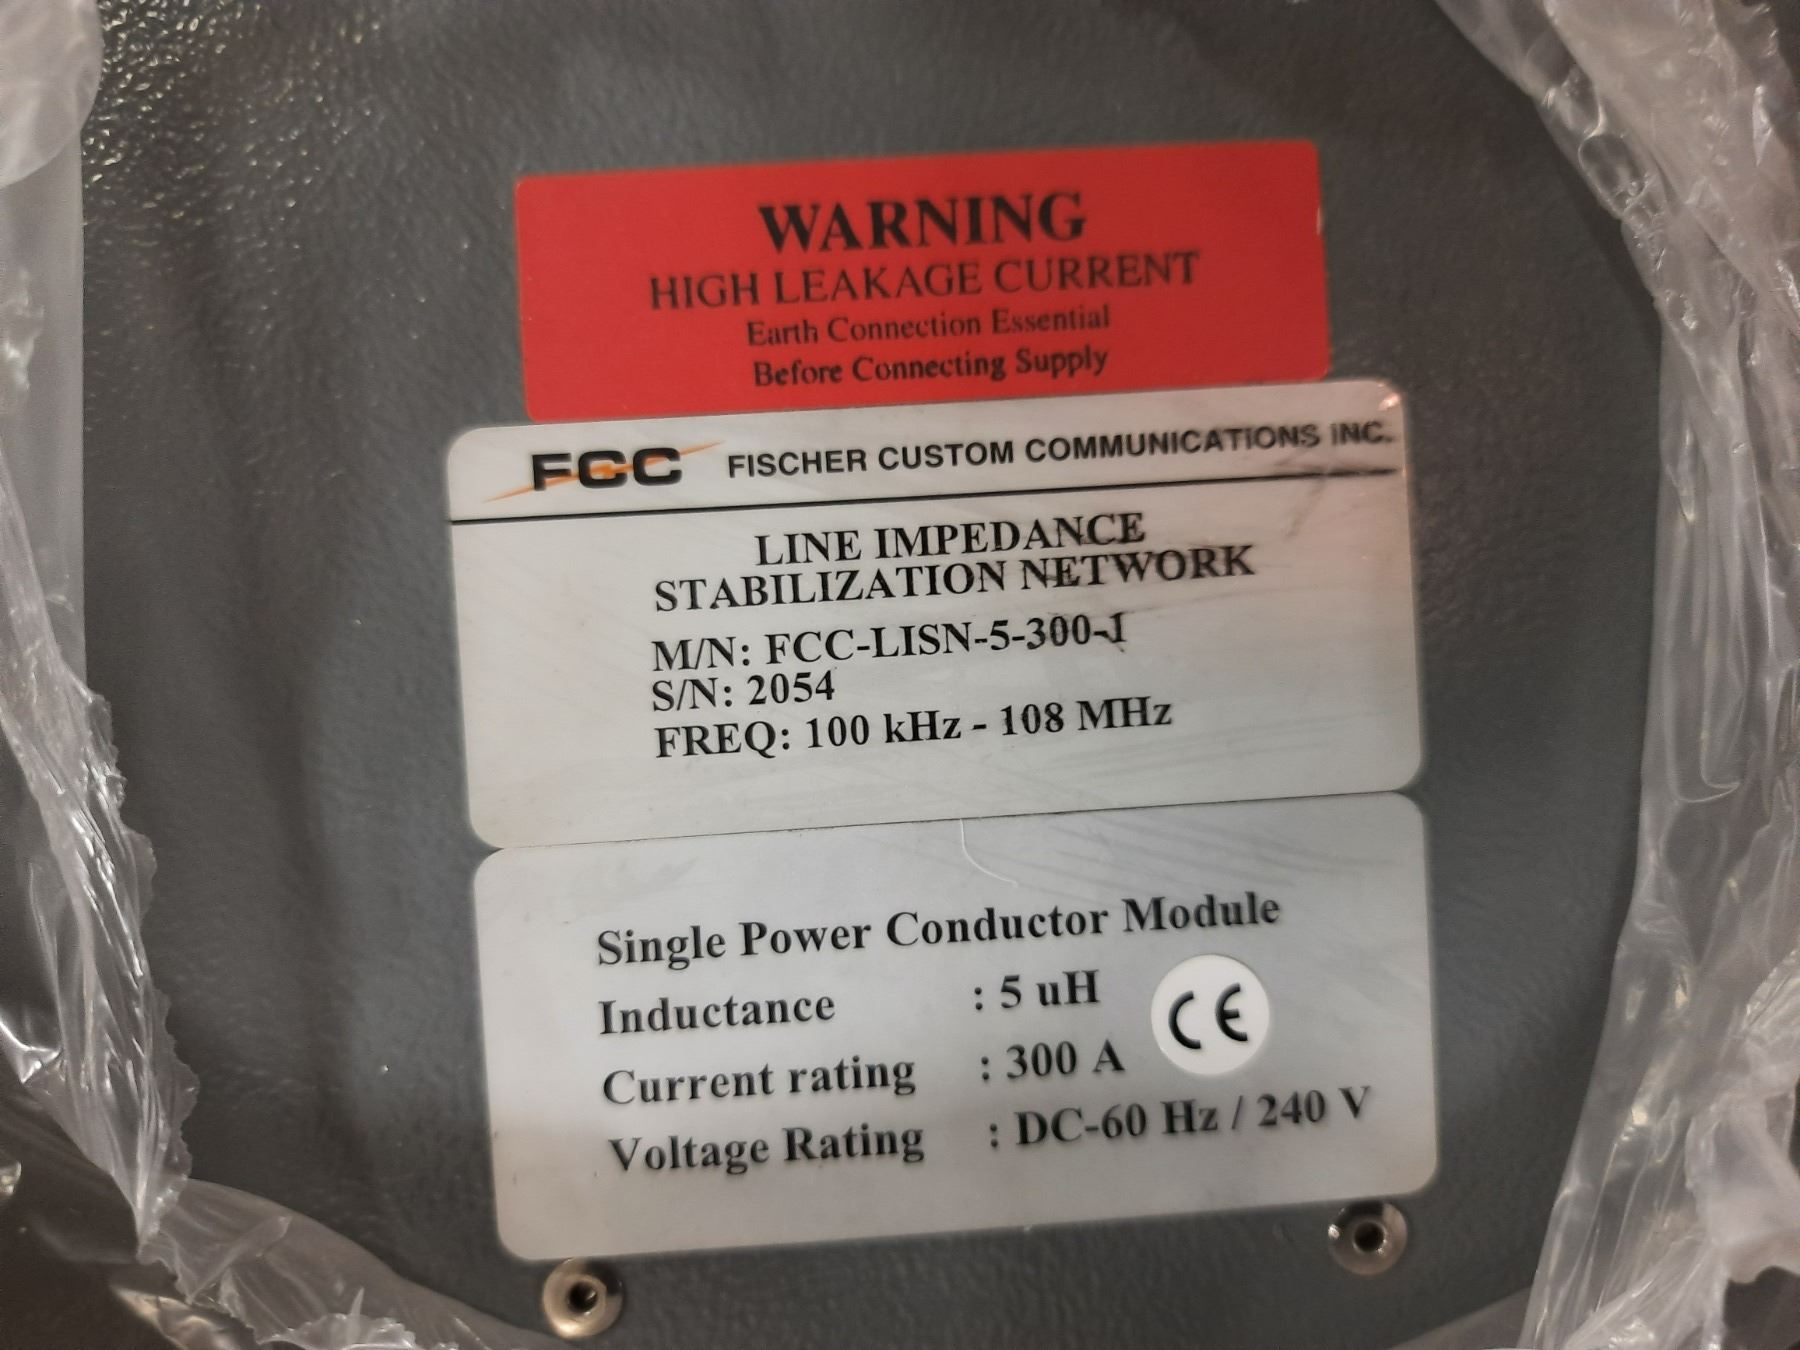 WARNING
HIGH LEAKAGE CURRENT
Earth Connection Essential
Before Connecting Supply
FCC FISCHER CUSTOM COMMUNICATIONS INC.
LINE IMPEDANCE
STABILIZATION NETWORK
M/N: FCC-LISN-5-300-1
S/N: 2054
FREQ: 100 kHz - 108 MHz
Single Power Conductor Module
Inductance : 5 uH CE
Current rating : 300 A
Voltage Rating : DC-60 Hz / 240 V